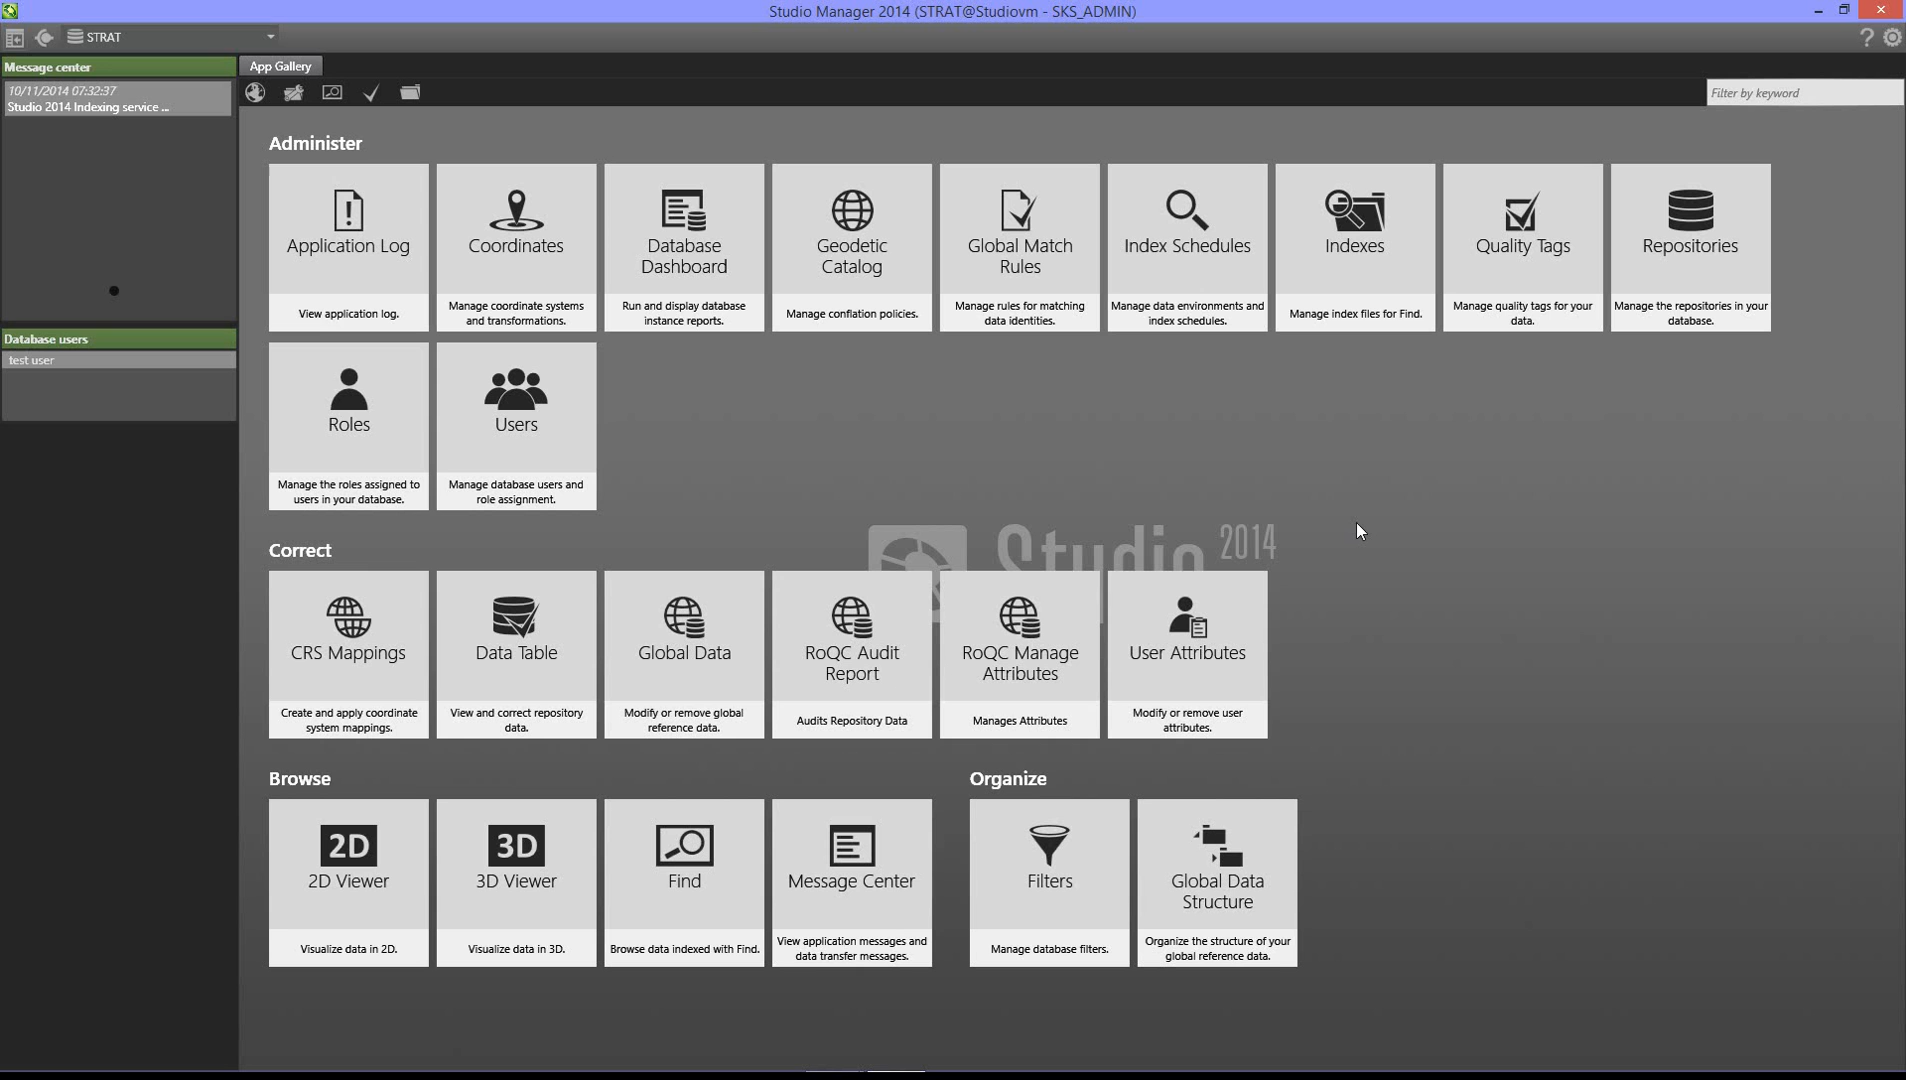 Studio Manager 2014 (STRAT@Studiovm - SKS_ADMIN)
STRAT
?
Message center
10/11/2014 07:32:37
Studio 2014 Indexing service ...
Database users
test user
App Gallery
Filter by keyword
Administer
Application Log
View application log.
Coordinates
Manage coordinate systems
and transformations.
Database
Dashboard
Run and display database
instance reports.
Geodetic
Catalog
Manage conflation policies.
Global Match
Rules
Manage rules for matching
data identities.
Index Schedules
Manage data environments and
index schedules.
Indexes
Manage index files for Find.
Quality Tags
Manage quality tags for your
data.
Repositories
Manage the repositories in your
database.
Roles
Manage the roles assigned to
users in your database.
Users
Manage database users and
role assignment.
Studio 2014
Correct
CRS Mappings
Create and apply coordinate
system mappings.
Data Table
View and correct repository
data.
Global Data
Modify or remove global
reference data.
RoQC Audit
Report
Audits Repository Data
RoQC Manage
Attributes
Manages Attributes
User Attributes
Modify or remove user
attributes.
Browse
2D
2D Viewer
Visualize data in 2D.
3D
3D Viewer
Visualize data in 3D.
Find
Browse data indexed with Find.
Message Center
View application messages and
data transfer messages.
Organize
Filters
Manage database filters.
Global Data
Structure
Organize the structure of your
global reference data.